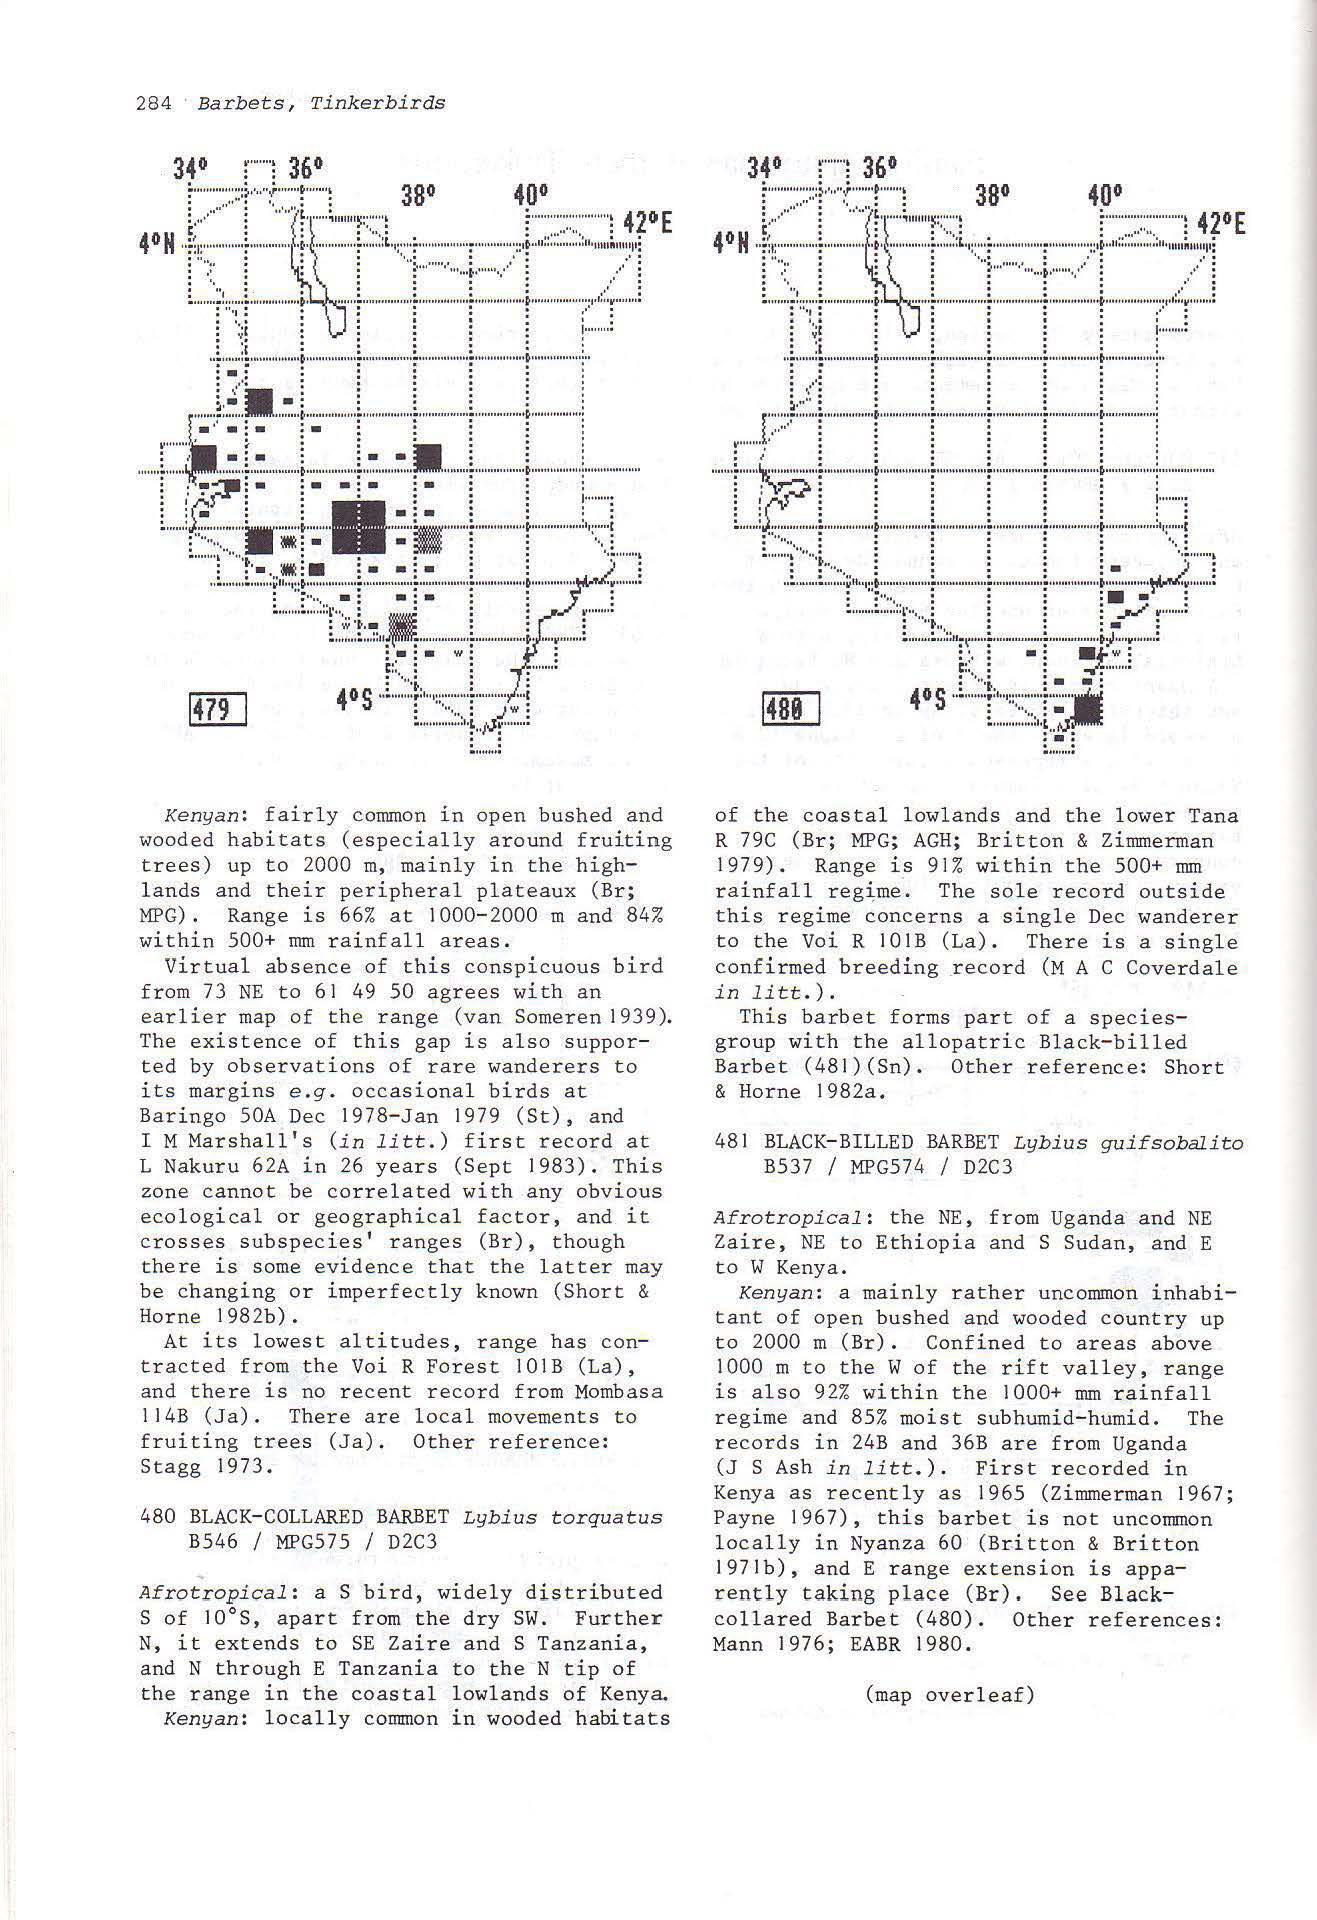 284 Barbets, Tinkerbirds
34° 36°
38° 40°
42°E
4°N
479
4°S
34° 36°
38° 40°
42°E
4°N
480
4°S
Kenyan: fairly common in open bushed and
wooded habitats (especially around fruiting
trees) up to 2000 m, mainly in the high-
lands and their peripheral plateaux (Br;
MPG). Range is 66% at 1000-2000 m and 84%
within 500+ mm rainfall areas.
Virtual absence of this conspicuous bird
from 73 NE to 61 49 50 agrees with an
earlier map of the range (van Someren 1939).
The existence of this gap is also suppor-
ted by observations of rare wanderers to
its margins e.g. occasional birds at
Baringo 50A Dec 1978-Jan 1979 (St), and
I M Marshall's (in litt.) first record at
L Nakuru 62A in 26 years (Sept 1983). This
zone cannot be correlated with any obvious
ecological or geographical factor, and it
crosses subspecies' ranges (Br), though
there is some evidence that the latter may
be changing or imperfectly known (Short &
Horne 1982b).
At its lowest altitudes, range has con-
tracted from the Voi R Forest 101B (La),
and there is no recent record from Mombasa
114B (Ja). There are local movements to
fruiting trees (Ja). Other reference:
Stagg 1973.
480 BLACK-COLLARED BARBET Lybius torquatus
B546 / MPG575 / D2C3
Afrotropical: a S bird, widely distributed
S of 10°S, apart from the dry SW. Further
N, it extends to SE Zaire and S Tanzania,
and N through E Tanzania to the N tip of
the range in the coastal lowlands of Kenya.
Kenyan: locally common in wooded habitats
of the coastal lowlands and the lower Tana
R 79C (Br; MPG; AGH; Britton & Zimmerman
1979). Range is 91% within the 500+ mm
rainfall regime. The sole record outside
this regime concerns a single Dec wanderer
to the Voi R 101B (La). There is a single
confirmed breeding record (M A C Coverdale
in litt.).
This barbet forms part of a species-
group with the allopatric Black-billed
Barbet (481)(Sn). Other reference: Short
& Horne 1982a.
481 BLACK-BILLED BARBET Lybius guifsobalito
B537 / MPG574 / D2C3
Afrotropical: the NE, from Uganda and NE
Zaire, NE to Ethiopia and S Sudan, and E
to W Kenya.
Kenyan: a mainly rather uncommon inhabi-
tant of open bushed and wooded country up
to 2000 m (Br). Confined to areas above
1000 m to the W of the rift valley, range
is also 92% within the 1000+ mm rainfall
regime and 85% moist subhumid-humid. The
records in 24B and 36B are from Uganda
(J S Ash in litt.). First recorded in
Kenya as recently as 1965 (Zimmerman 1967;
Payne 1967), this barbet is not uncommon
locally in Nyanza 60 (Britton & Britton
1971b), and E range extension is appa-
rently taking place (Br). See Black-
collared Barbet (480). Other references:
Mann 1976; EABR 1980.
(map overleaf)